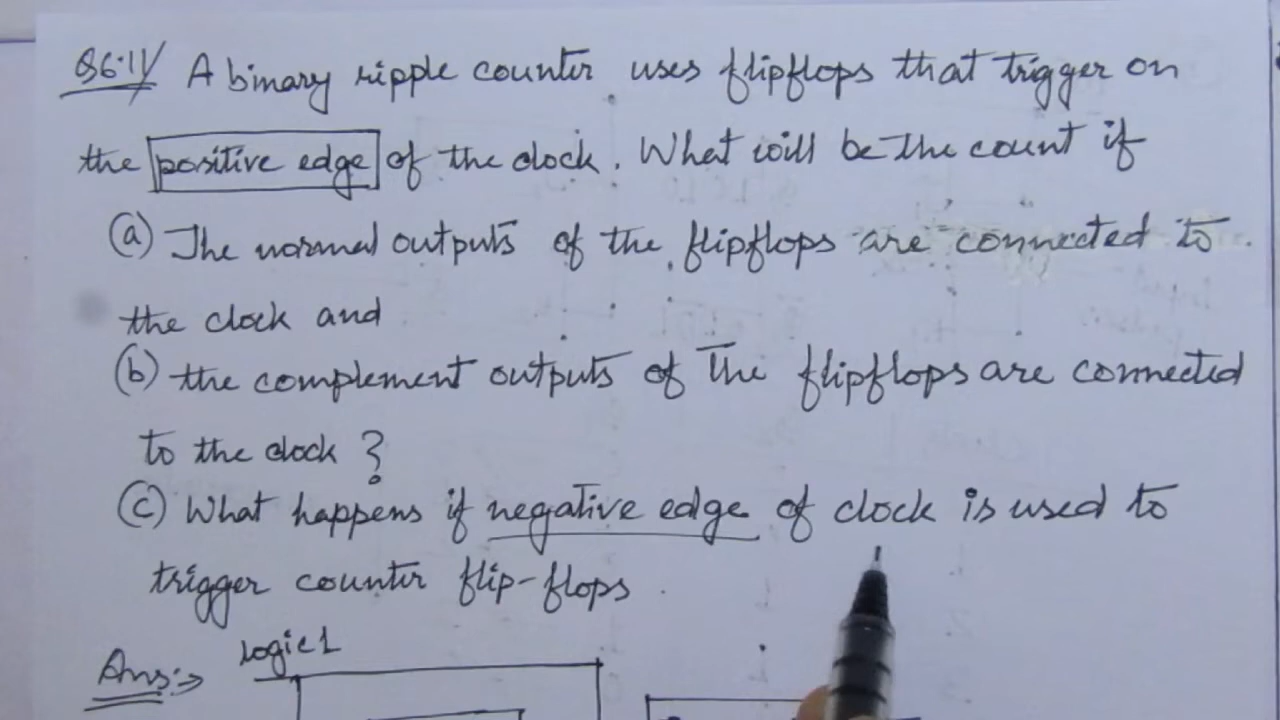 Q6.11/ A binary ripple counter uses flipflops that trigger on
the positive edge of the clock. What will be the count if
(a) The normal outputs of the flipflops are connected to
the clock and
(b) the complement outputs of the flipflops are connected
to the clock ?
(c) What happens if negative edge of clock is used to
trigger counter flip-flops.
Logic 1
Ans:→